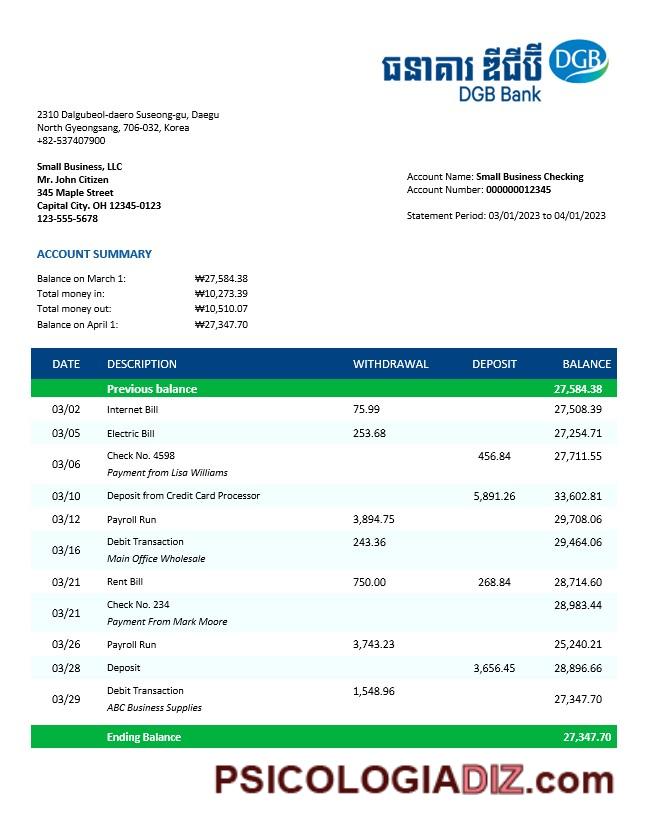 ធនាគារ ឌីជីប៊ី DGB
DGB Bank
2310 Dalgubeol-daero Suseong-gu, Daegu
North Gyeongsang, 706-032, Korea
+82-537407900
Small Business, LLC
Mr. John Citizen
345 Maple Street
Capital City. OH 12345-0123
123-555-5678
Account Name: Small Business Checking
Account Number: 000000012345
Statement Period: 03/01/2023 to 04/01/2023
ACCOUNT SUMMARY
Balance on March 1: ₩27,584.38
Total money in: ₩10,273.39
Total money out: ₩10,510.07
Balance on April 1: ₩27,347.70
DATE DESCRIPTION WITHDRAWAL DEPOSIT BALANCE
Previous balance 27,584.38
03/02 Internet Bill 75.99 27,508.39
03/05 Electric Bill 253.68 27,254.71
03/06 Check No. 4598 456.84 27,711.55
Payment from Lisa Williams
03/10 Deposit from Credit Card Processor 5,891.26 33,602.81
03/12 Payroll Run 3,894.75 29,708.06
03/16 Debit Transaction 243.36 29,464.06
Main Office Wholesale
03/21 Rent Bill 750.00 268.84 28,714.60
03/21 Check No. 234 28,983.44
Payment From Mark Moore
03/26 Payroll Run 3,743.23 25,240.21
03/28 Deposit 3,656.45 28,896.66
03/29 Debit Transaction 1,548.96 27,347.70
ABC Business Supplies
Ending Balance 27,347.70
PSICOLOGIADIZ.com